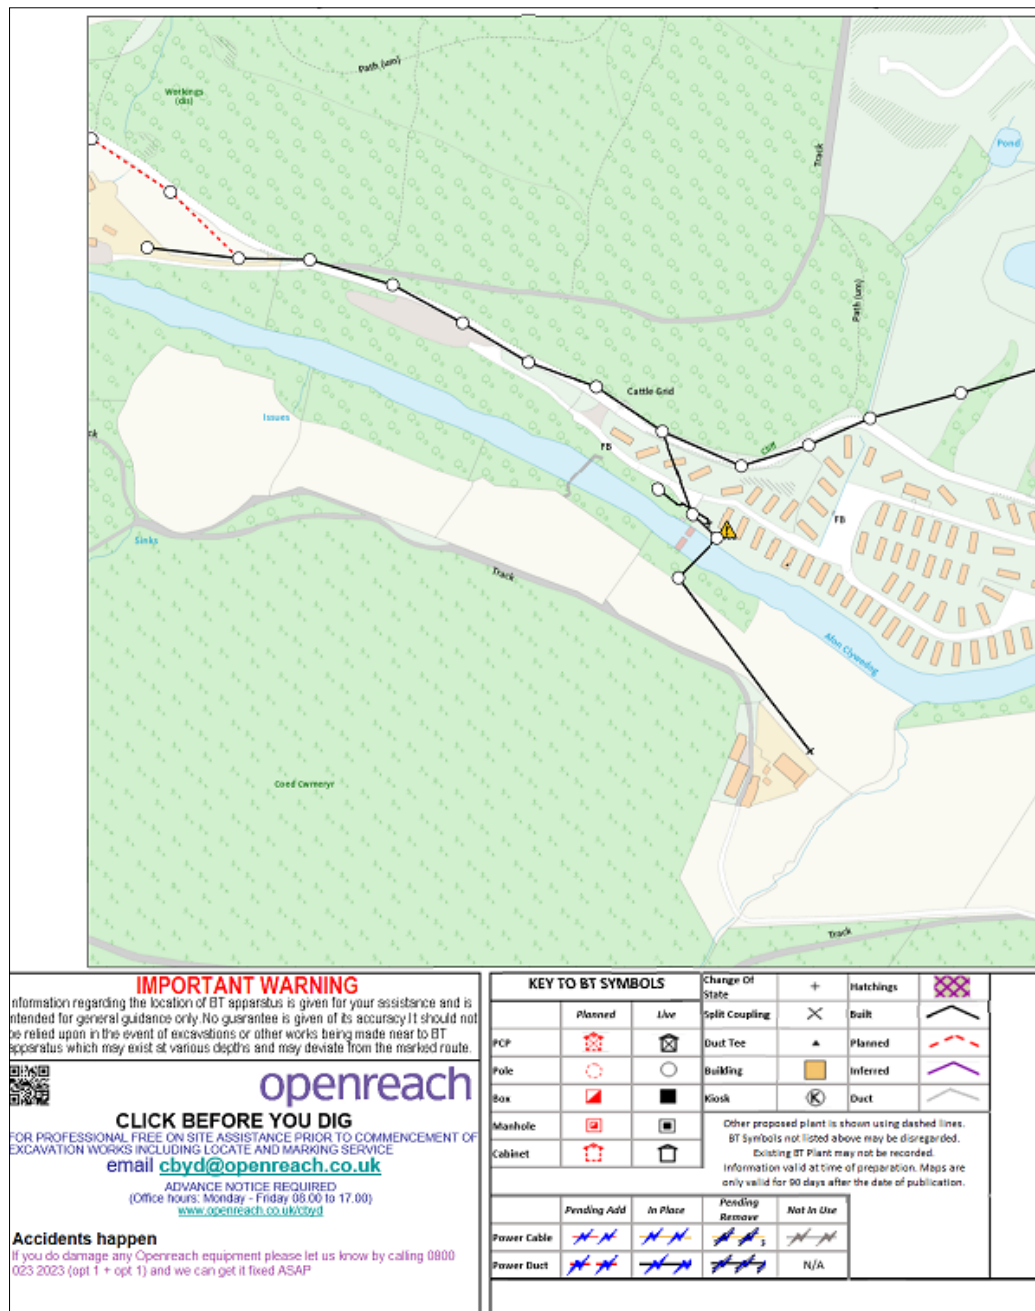 Path (um)
Workings
(dis)
Track
Pond
Path (um)
Cattle Grid
Issues
Cliff
FB
FB
Sinks
Track
Afon Clywedog
Coed Cwmeryr
Track
IMPORTANT WARNING
nformation regarding the location of BT apparatus is given for your assistance and is
ntended for general guidance only. No guarantee is given of its accuracy. It should not
be relied upon in the event of excavations or other works being made near to BT
apparatus which may exist at various depths and may deviate from the marked route.
openreach
CLICK BEFORE YOU DIG
FOR PROFESSIONAL FREE ON SITE ASSISTANCE PRIOR TO COMMENCEMENT OF
EXCAVATION WORKS INCLUDING LOCATE AND MARKING SERVICE
email cbyd@openreach.co.uk
ADVANCE NOTICE REQUIRED
(Office hours: Monday - Friday 08.00 to 17.00)
www.openreach.co.uk/cbyd
Accidents happen
If you do damage any Openreach equipment please let us know by calling 0800
023 2023 (opt 1 + opt 1) and we can get it fixed ASAP
KEY TO BT SYMBOLS
Planned Live
PCP
Pole
Box
Manhole
Cabinet
Change Of
State + Hatchings
Split Coupling Built
Duct Tee Planned
Building Inferred
Kiosk K Duct
Other proposed plant is shown using dashed lines.
BT Symbols not listed above may be disregarded.
Existing BT Plant may not be recorded.
Information valid at time of preparation. Maps are
only valid for 90 days after the date of publication.
Pending Add In Place Pending
Remove Not In Use
Power Cable
Power Duct N/A